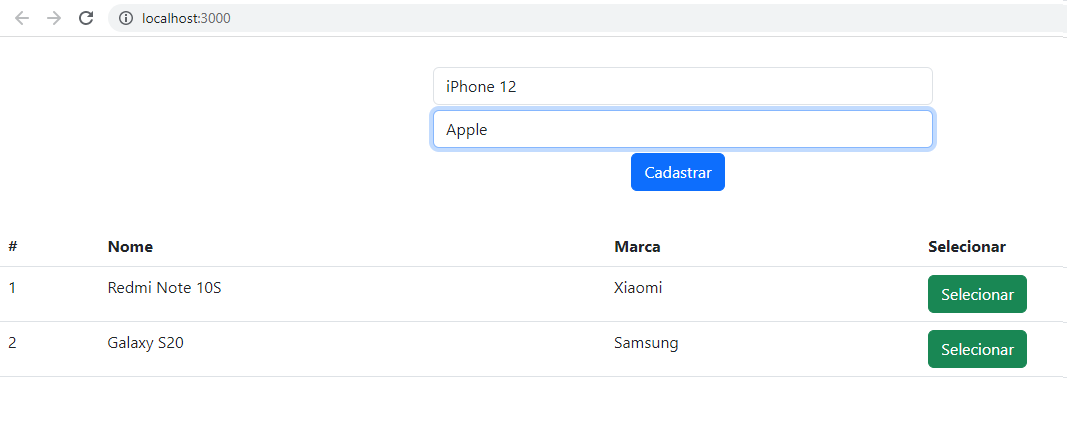 localhost:3000
iPhone 12
Apple
Cadastrar
# Nome Marca Selecionar
1 Redmi Note 10S Xiaomi Selecionar
2 Galaxy S20 Samsung Selecionar